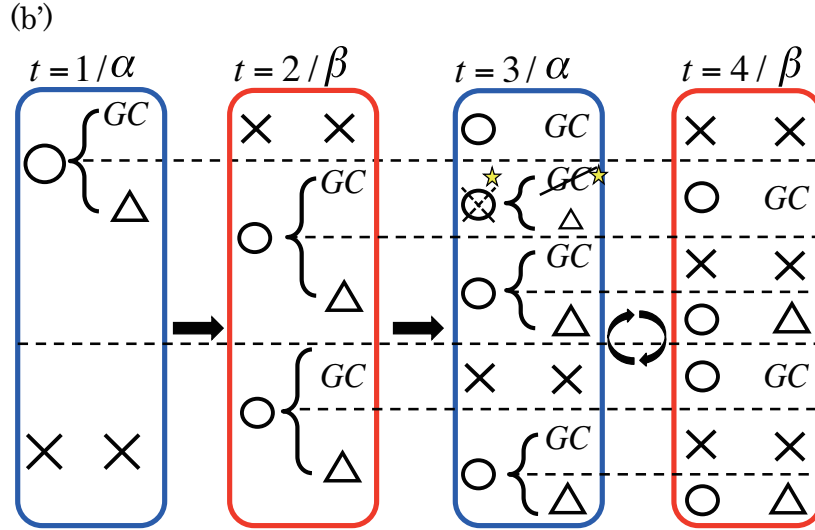 (b')
t = 1 / α t = 2 / β t = 3 / α t = 4 / β
GC
GC
GC
GC
GC
GC
GC
GC
GC
GC